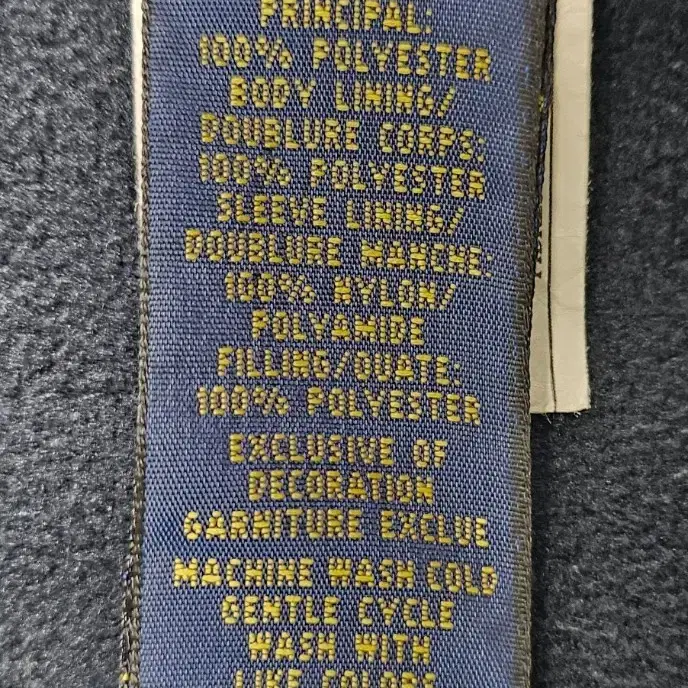 PRINCIPAL:
100% POLYESTER
BODY LINING/
DOUBLURE CORPS:
100% POLYESTER
SLEEVE LINING/
DOUBLURE MANCHE:
100% NYLON/
POLYAMIDE
FILLING/OUATE:
100% POLYESTER
EXCLUSIVE OF
DECORATION
GARNITURE EXCLUE
MACHINE WASH COLD
GENTLE CYCLE
WASH WITH
LIKE COLORS